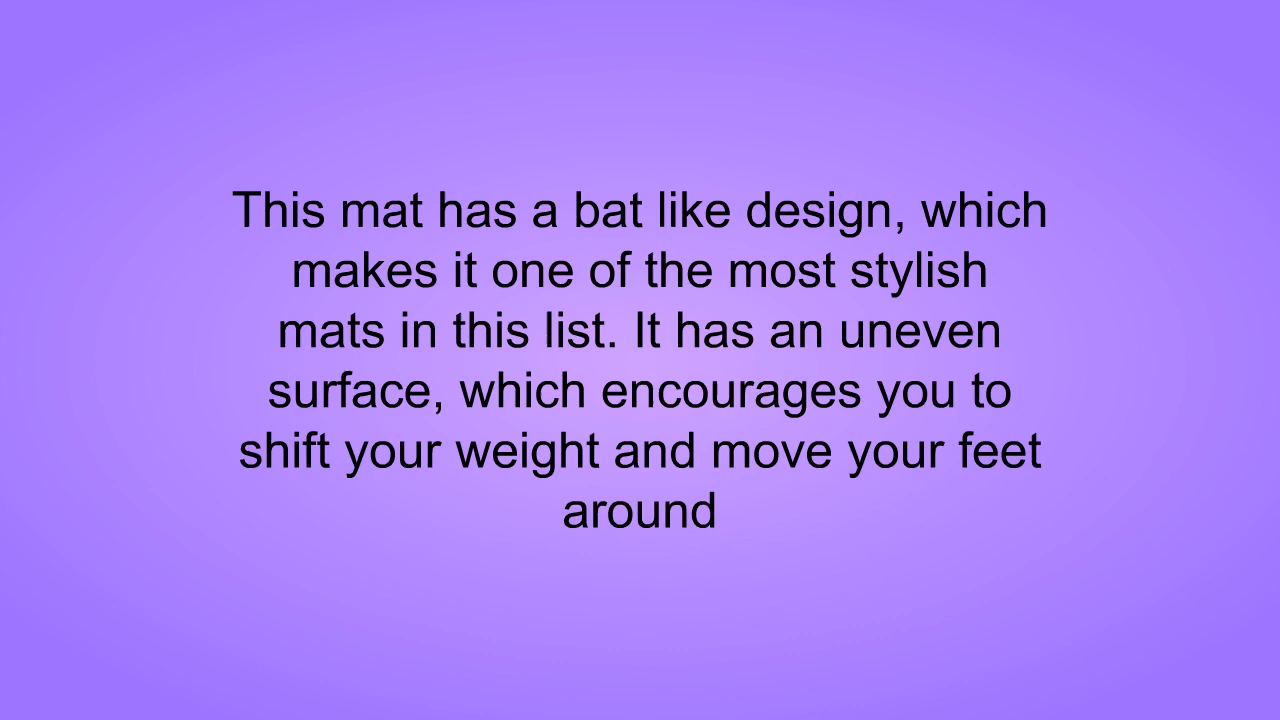 This mat has a bat like design, which
makes it one of the most stylish
mats in this list. It has an uneven
surface, which encourages you to
shift your weight and move your feet
around